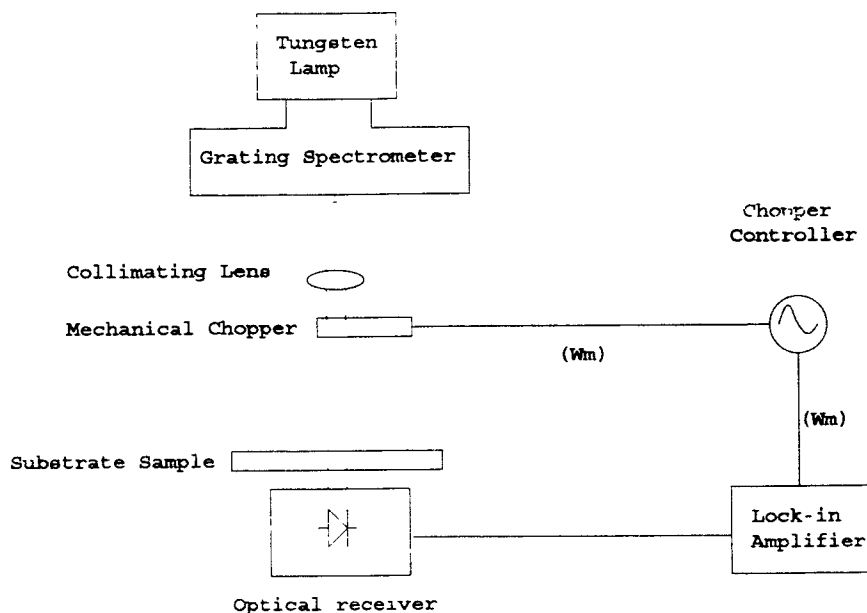 Tungsten
Lamp
Grating Spectrometer
Chopper
Controller
Collimating Lens
Mechanical Chopper
(Wm)
(Wm)
Substrate Sample
Lock-in
Amplifier
Optical receiver